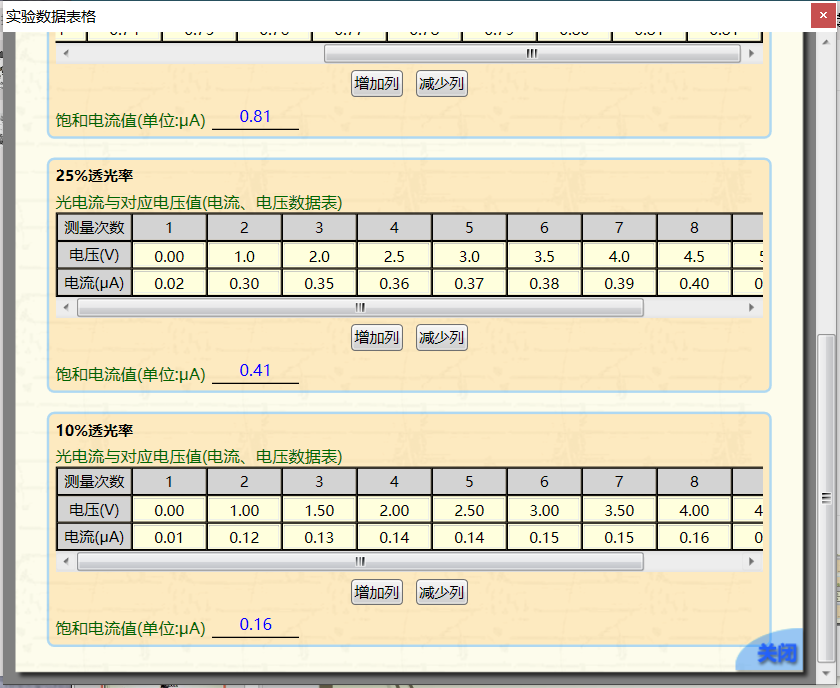 实验数据表格
增加列 减少列
饱和电流值(单位:μA) 0.81
25%透光率
光电流与对应电压值(电流、电压数据表)
测量次数 1 2 3 4 5 6 7 8
电压(V) 0.00 1.0 2.0 2.5 3.0 3.5 4.0 4.5
电流(μA) 0.02 0.30 0.35 0.36 0.37 0.38 0.39 0.40 0
增加列 减少列
饱和电流值(单位:μA) 0.41
10%透光率
光电流与对应电压值(电流、电压数据表)
测量次数 1 2 3 4 5 6 7 8
电压(V) 0.00 1.00 1.50 2.00 2.50 3.00 3.50 4.00 4
电流(μA) 0.01 0.12 0.13 0.14 0.14 0.15 0.15 0.16 0
增加列 减少列
饱和电流值(单位:μA) 0.16
关闭